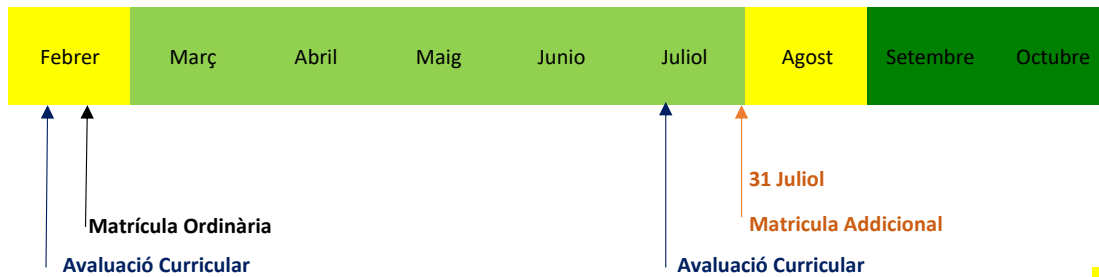 Febrer Març Abril Maig Junio Juliol Agost Setembre Octubre
31 Juliol
Matrícula Ordinària Matricula Addicional
Avaluació Curricular Avaluació Curricular